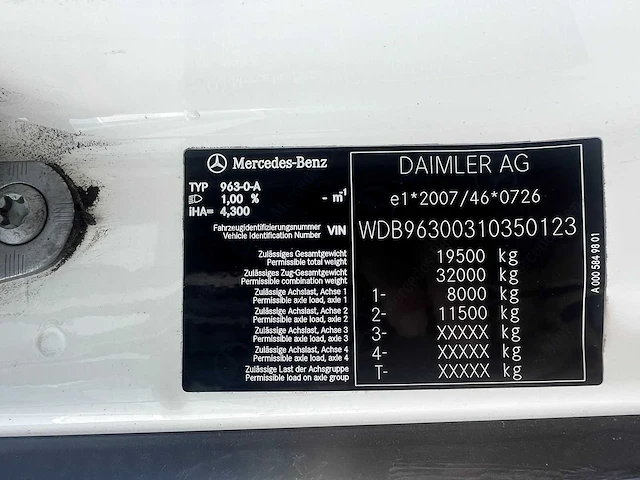 Mercedes-Benz DAIMLER AG
TYP 963-0-A
1,00 % - m⁻¹ e1*2007/46*0726
iHA= 4,300
Fahrzeugidentifizierungsnummer
Vehicle Identification Number VIN WDB96300310350123
Zulässiges Gesamtgewicht
Permissible total weight 19500 kg
Zulässiges Zug-Gesamtgewicht
Permissible combination weight 32000 kg
Zulässige Achslast, Achse 1
Permissible axle load, axle 1 1- 8000 kg
Zulässige Achslast, Achse 2
Permissible axle load, axle 2 2- 11500 kg
Zulässige Achslast, Achse 3
Permissible axle load, axle 3 3- XXXXX kg
Zulässige Achslast, Achse 4
Permissible axle load, axle 4 4- XXXXX kg
Zulässige Last der Achsgruppe
Permissible load on axle group T- XXXXX kg
A 000 584 98 01